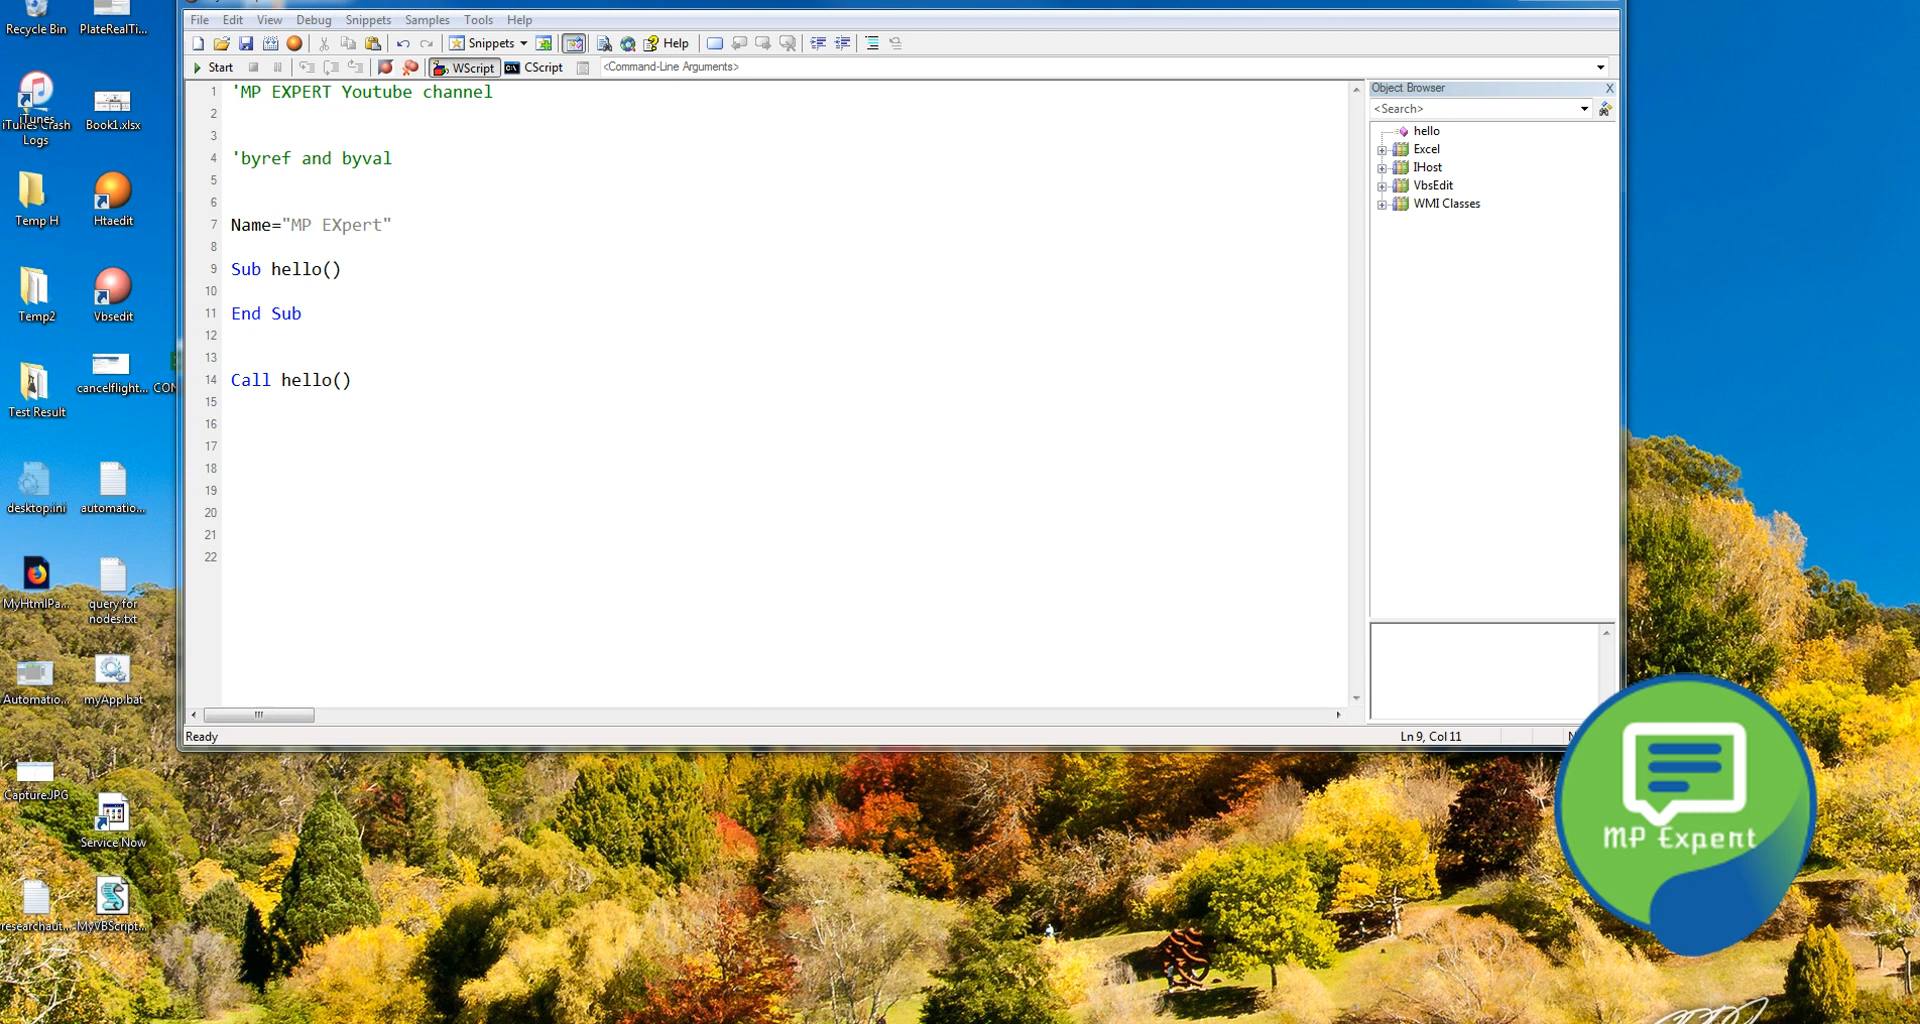 Recycle Bin
PlateRealTi...
iTunes
iTunes Crash
Logs
Book1.xlsx
Temp H
Htaedit
Temp2
Vbsedit
cancelflight...
CON
Test Result
desktop.ini
automatio...
MyHtmlPa...
query for
nodes.txt
Automatio...
myApp.bat
Capture.JPG
Service Now
researchaut...
MyVBScript...
File Edit View Debug Snippets Samples Tools Help
Snippets
Help
Start
WScript
CScript
<Command-Line Arguments>
1 'MP EXPERT Youtube channel
2
3
4 'byref and byval
5
6
7 Name="MP EXpert"
8
9 Sub hello()
10
11 End Sub
12
13
14 Call hello()
15
16
17
18
19
20
21
22
Object Browser X
<Search>
hello
Excel
IHost
VbsEdit
WMI Classes
Ready
Ln 9, Col 11
MP Expert